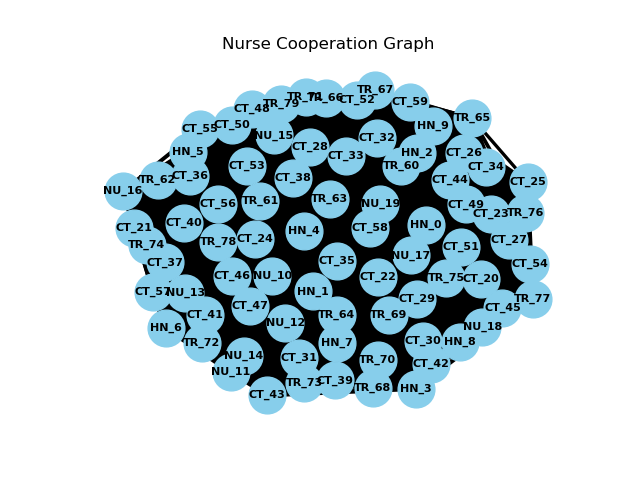 Nurse Cooperation Graph
TR_67
TR_71
TR_66
CT_52
CT_59
TR_79
CT_48
TR_65
CT_50
CT_55
HN_9
NU_15
CT_32
CT_28
HN_5
CT_26
HN_2
CT_33
CT_53
TR_60
CT_34
CT_36
CT_38
TR_62
CT_44
CT_25
NU_16
TR_63
TR_61
CT_56
NU_19
CT_49
CT_23
TR_76
CT_40
HN_0
CT_21
CT_58
HN_4
CT_24
TR_78
CT_27
TR_74
CT_51
NU_17
CT_35
CT_37
CT_54
CT_46
NU_10
CT_22
TR_75
CT_20
HN_1
NU_13
CT_29
TR_77
CT_47
CT_45
CT_41
TR_64
TR_69
NU_12
HN_6
NU_18
CT_30
HN_8
HN_7
TR_72
NU_14
CT_31
TR_70
CT_42
NU_11
CT_39
TR_73
TR_68
HN_3
CT_43